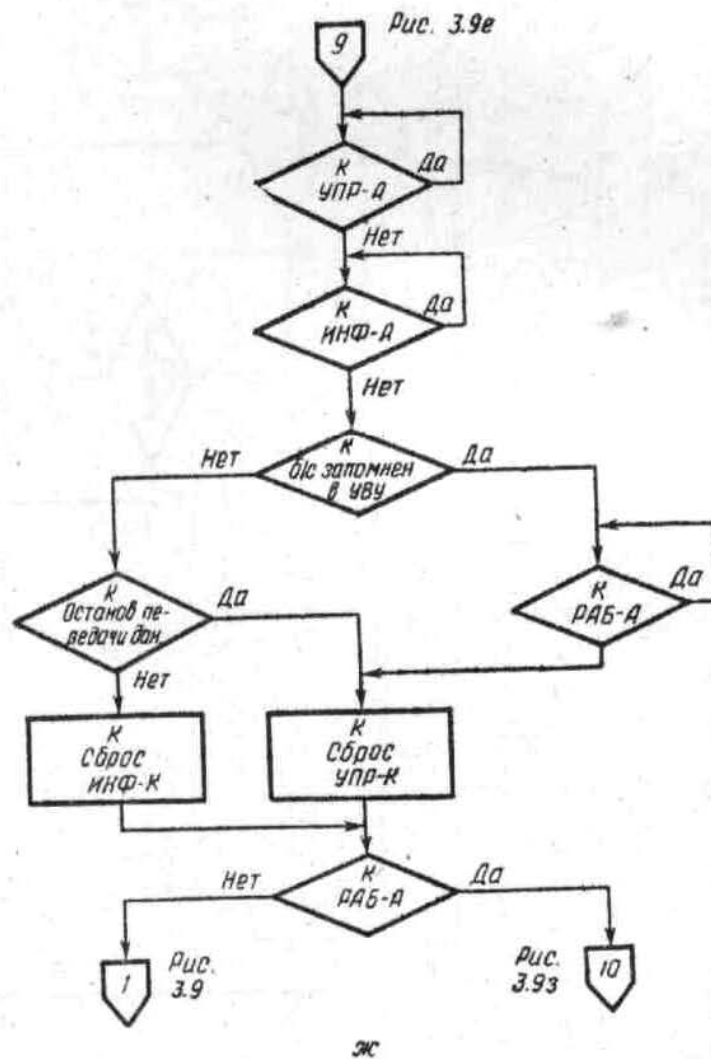 Рис. 3.9е
9
К
УПР-А
Да
Нет
К
ИНФ-А
Да
Нет
К
О/С запомнен
в УВУ
Нет
Да
К
Останов пе-
редачи дан.
Да
Нет
К
РАБ-А
Да
К
Сброс
ИНФ-К
К
Сброс
УПР-К
К
РАБ-А
Нет
Да
1
Рис.
3.9
Рис.
3.9з
10
ж